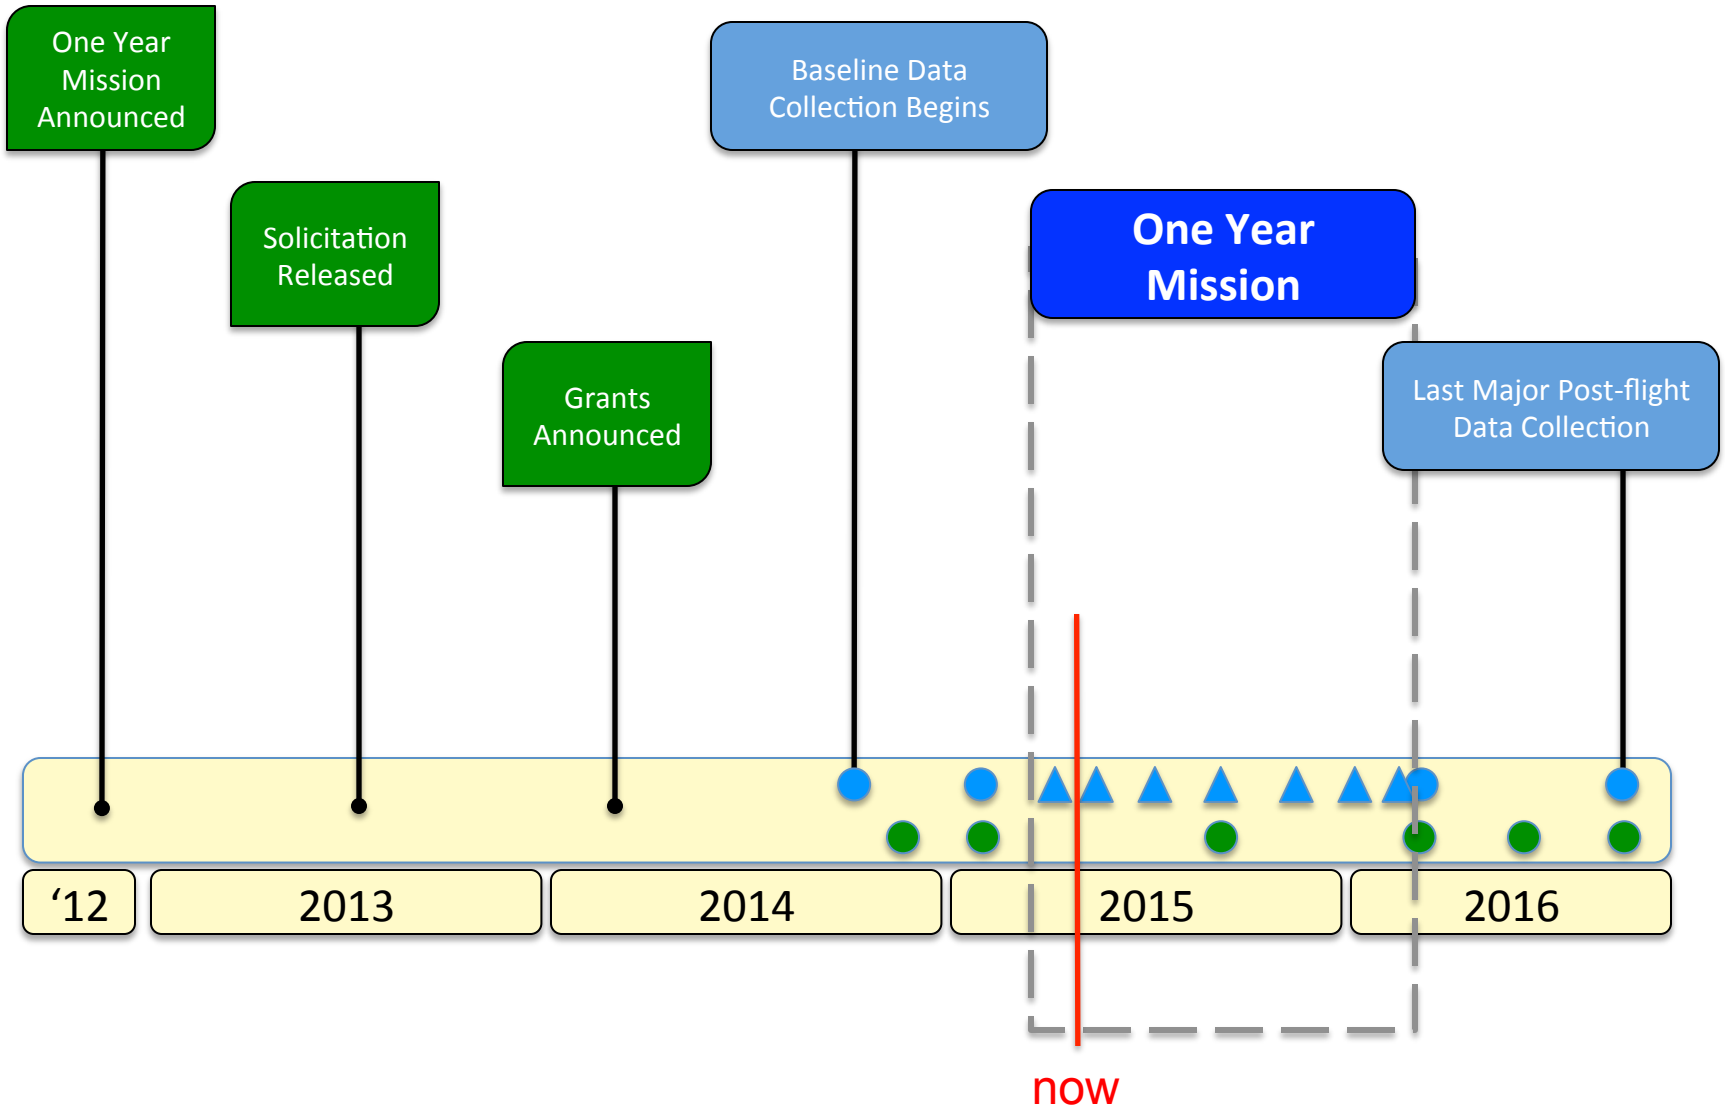 One Year
Mission
Announced
Baseline Data
Collection Begins
Solicitation
Released
One Year
Mission
Grants
Announced
Last Major Post-flight
Data Collection
‘12
2013
2014
2015
2016
now